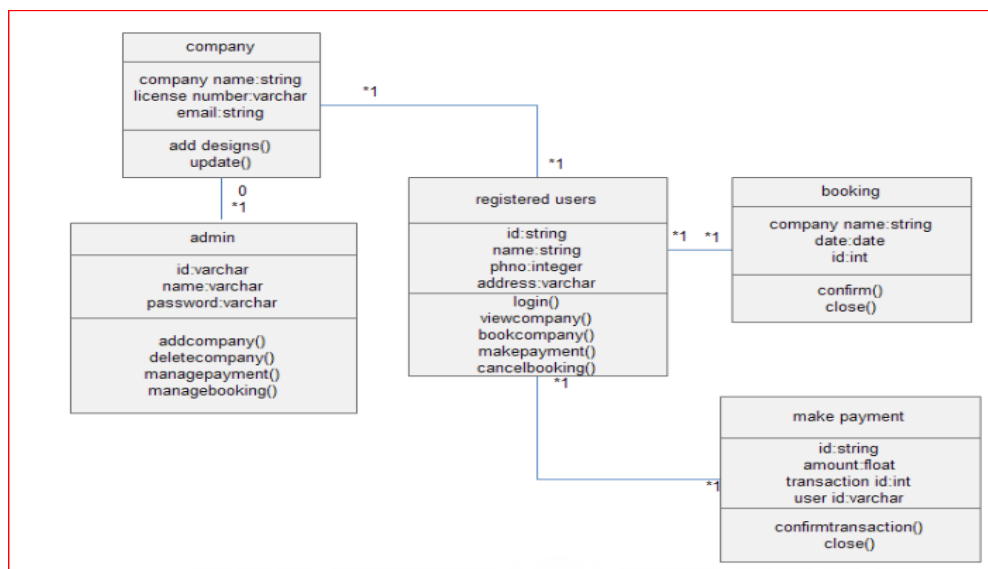 company
company name:string
license number:varchar
email:string
add designs()
update()
*1
*1
0
*1
admin
id:varchar
name:varchar
password:varchar
addcompany()
deletecompany()
managepayment()
managebooking()
registered users
id:string
name:string
phno:integer
address:varchar
login()
viewcompany()
bookcompany()
makepayment()
cancelbooking()
*1
*1
booking
company name:string
date:date
id:int
confirm()
close()
*1
*1
make payment
id:string
amount:float
transaction id:int
user id:varchar
confirmtransaction()
close()